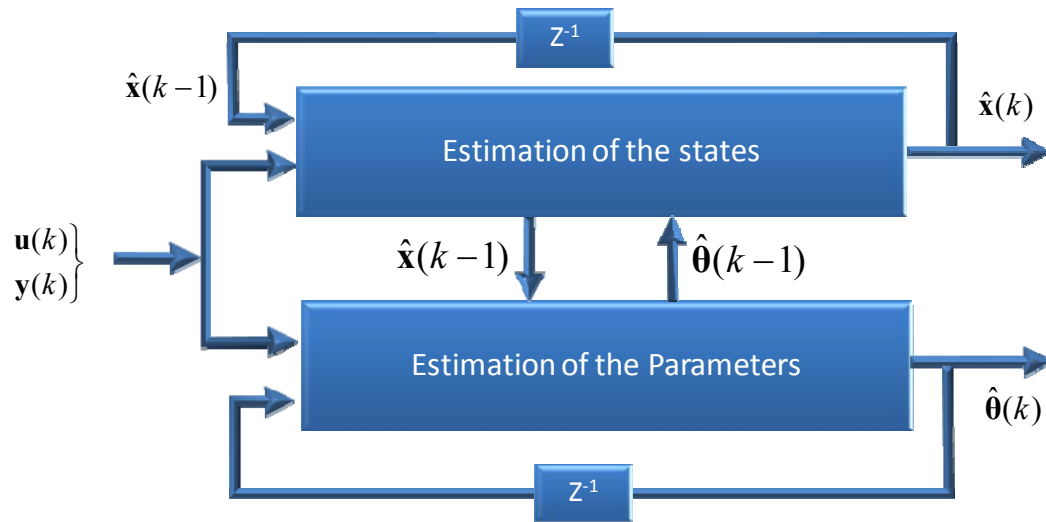 Z⁻¹
x̂(k−1)
x̂(k)
Estimation of the states
u(k)
y(k)}
x̂(k−1)
θ̂(k−1)
Estimation of the Parameters
θ̂(k)
Z⁻¹